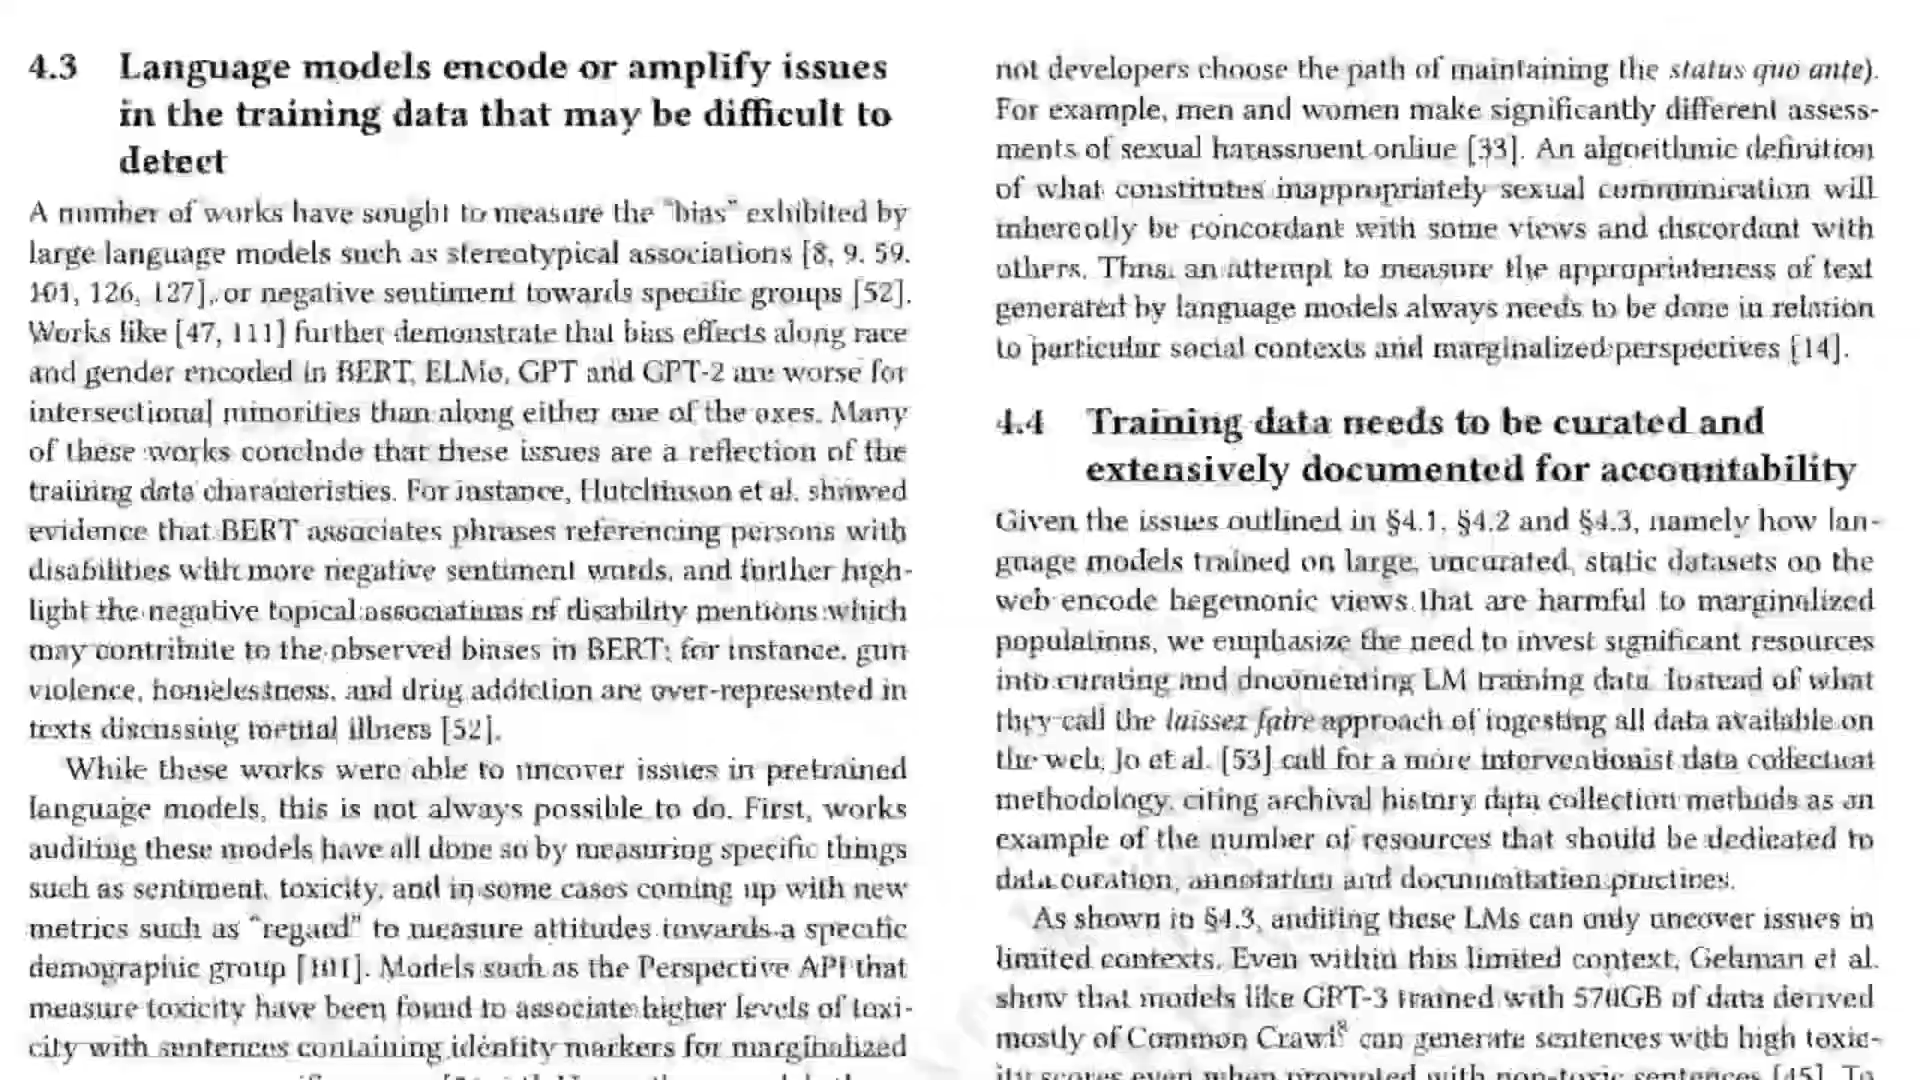 4.3 Language models encode or amplify issues
in the training data that may be difficult to
detect
A number of works have sought to measure the "bias" exhibited by
large language models such as stereotypical associations [8, 9, 59,
101, 126, 127], or negative sentiment towards specific groups [52].
Works like [47, 111] further demonstrate that bias effects along race
and gender encoded in BERT, ELMo, GPT and GPT-2 are worse for
intersectional minorities than along either one of the axes. Many
of these works conclude that these issues are a reflection of the
training data characteristics. For instance, Hutchinson et al. showed
evidence that BERT associates phrases referencing persons with
disabilities with more negative sentiment words, and further high-
light the negative topical associations of disability mentions which
may contribute to the observed biases in BERT: for instance, gun
violence, homelessness, and drug addiction are over-represented in
texts discussing mental illness [52].
While these works were able to uncover issues in pretrained
language models, this is not always possible to do. First, works
auditing these models have all done so by measuring specific things
such as sentiment, toxicity, and in some cases coming up with new
metrics such as "regard" to measure attitudes towards a specific
demographic group [101]. Models such as the Perspective API that
measure toxicity have been found to associate higher levels of toxi-
city with sentences containing identity markers for marginalized
not developers choose the path of maintaining the status quo ante).
For example, men and women make significantly different assess-
ments of sexual harassment online [33]. An algorithmic definition
of what constitutes inappropriately sexual communication will
inherently be concordant with some views and discordant with
others. Thus, an attempt to measure the appropriateness of text
generated by language models always needs to be done in relation
to particular social contexts and marginalized perspectives [14].
4.4 Training data needs to be curated and
extensively documented for accountability
Given the issues outlined in §4.1, §4.2 and §4.3, namely how lan-
guage models trained on large, uncurated, static datasets on the
web encode hegemonic views that are harmful to marginalized
populations, we emphasize the need to invest significant resources
into curating and documenting LM training data. Instead of what
they call the laissez faire approach of ingesting all data available on
the web, Jo et al. [53] call for a more interventionist data collection
methodology, citing archival history data collection methods as an
example of the number of resources that should be dedicated to
data curation, annotation and documentation practices.
As shown in §4.3, auditing these LMs can only uncover issues in
limited contexts. Even within this limited context, Gehman et al.
show that models like GPT-3 trained with 570GB of data derived
mostly of Common Crawl⁸ can generate sentences with high toxic-
ity scores even when prompted with non-toxic sentences [45]. To